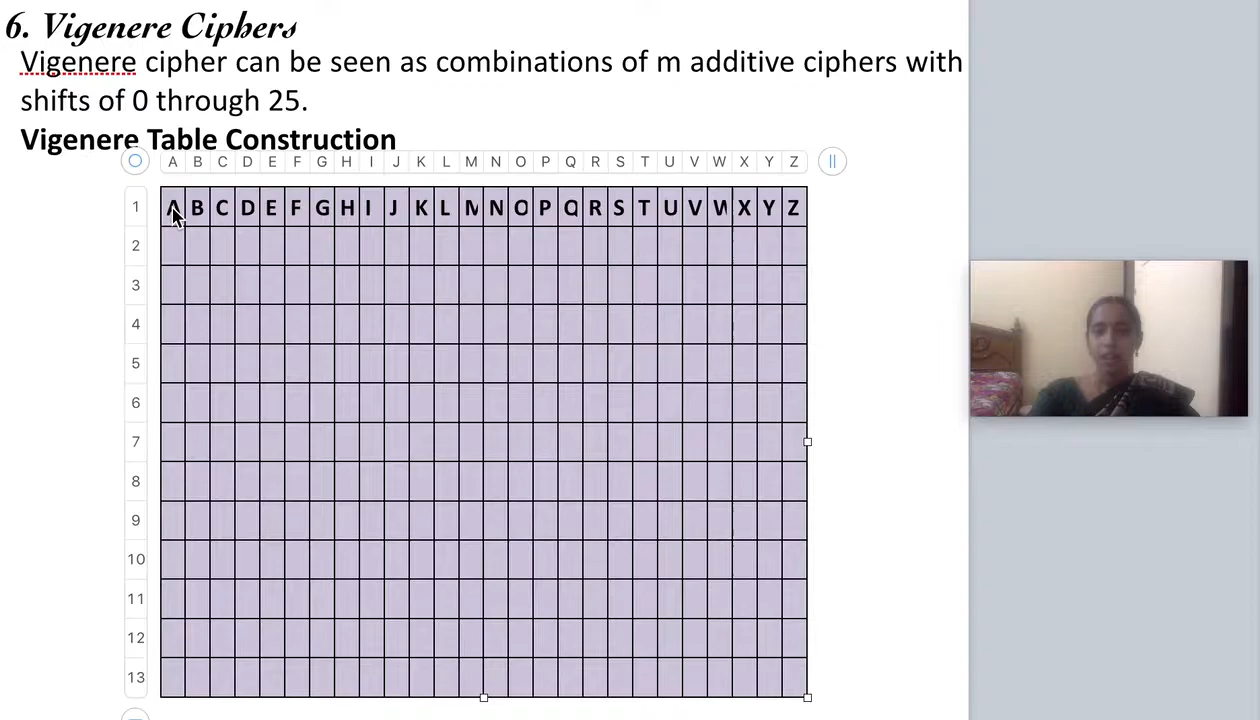 6. Vigenere Ciphers
Vigenere cipher can be seen as combinations of m additive ciphers with
shifts of 0 through 25.
Vigenere Table Construction
A B C D E F G H I J K L M N O P Q R S T U V W X Y Z
1 A B C D E F G H I J K L M N O P Q R S T U V W X Y Z
2
3
4
5
6
7
8
9
10
11
12
13